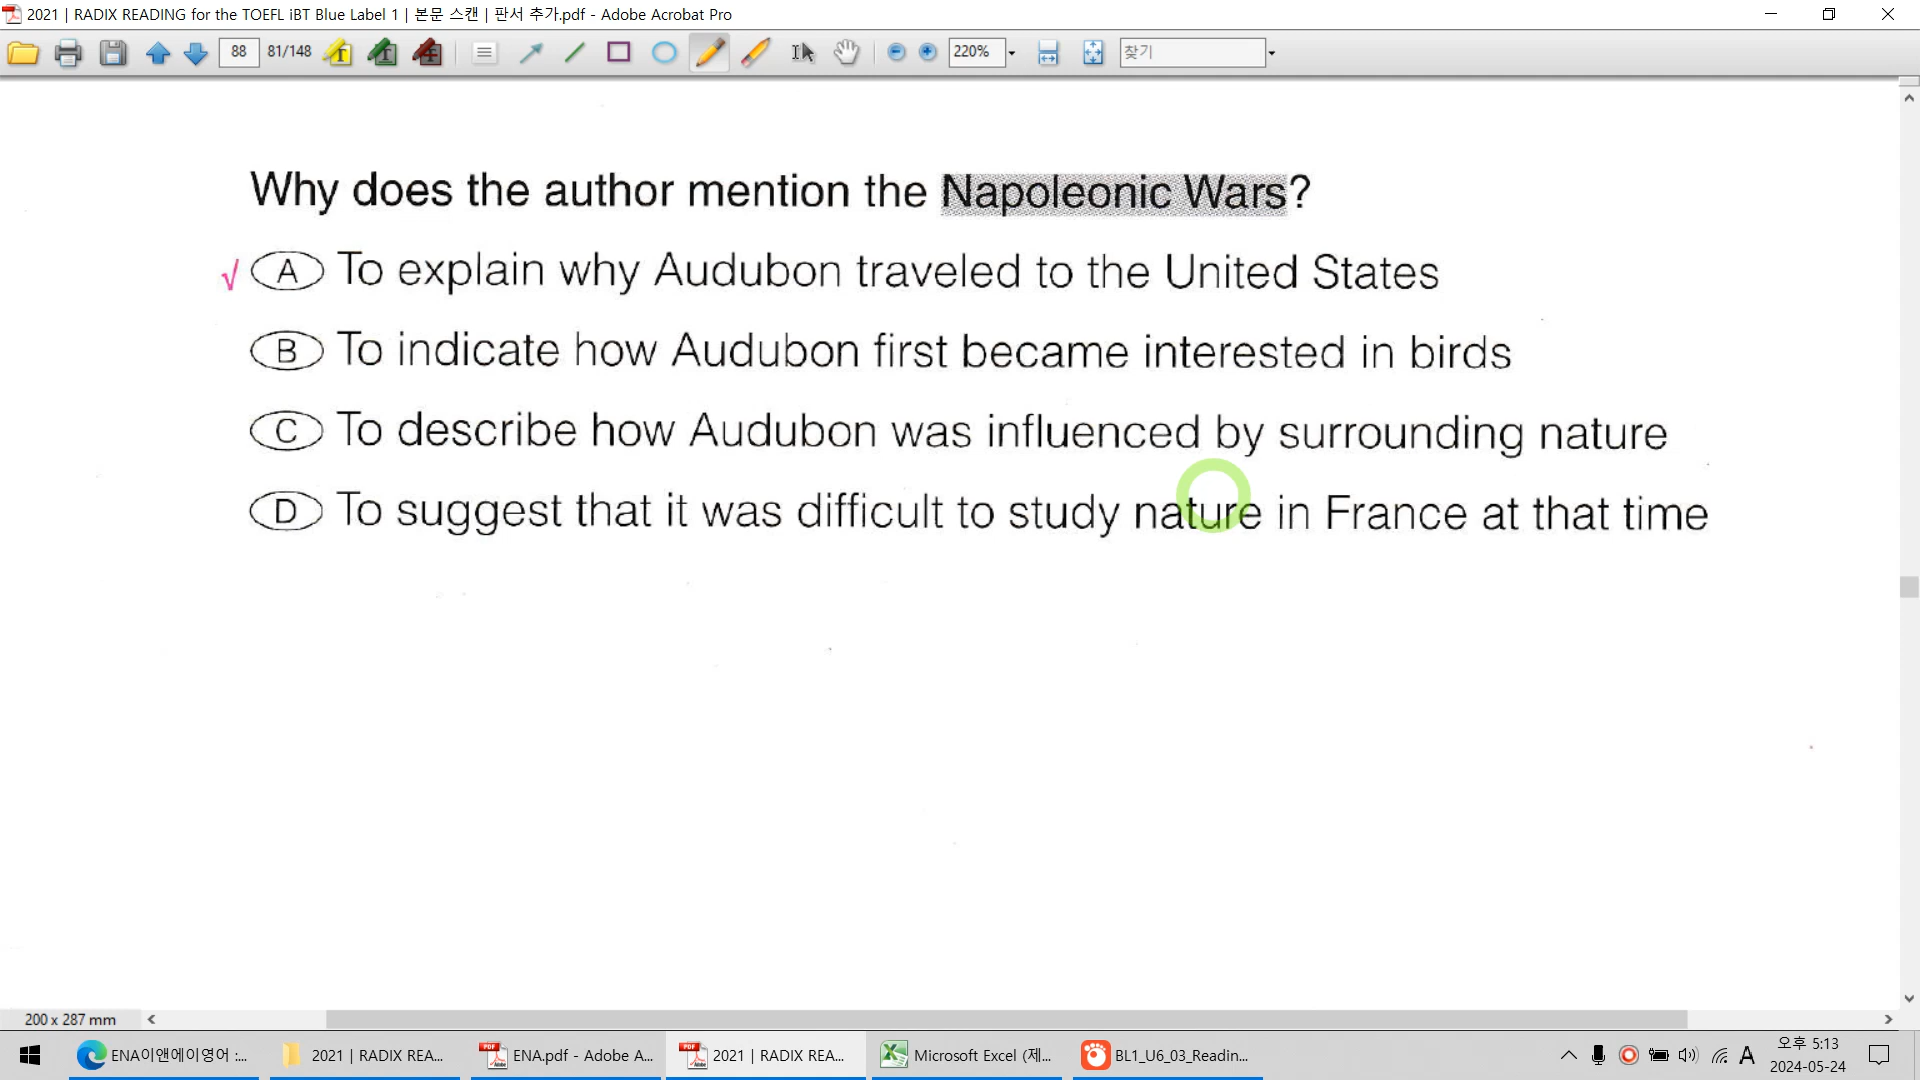 2021 | RADIX READING for the TOEFL iBT Blue Label 1 | 본문 스캔 | 판서 추가.pdf - Adobe Acrobat Pro
88 81/148 220% 찾기
Why does the author mention the Napoleonic Wars?
√ A To explain why Audubon traveled to the United States
B To indicate how Audubon first became interested in birds
C To describe how Audubon was influenced by surrounding nature
D To suggest that it was difficult to study nature in France at that time
200 x 287 mm
ENA이앤에이영어 :... 2021 | RADIX REA... ENA.pdf - Adobe A... 2021 | RADIX REA... Microsoft Excel (제... BL1_U6_03_Readin... A 오후 5:13
2024-05-24